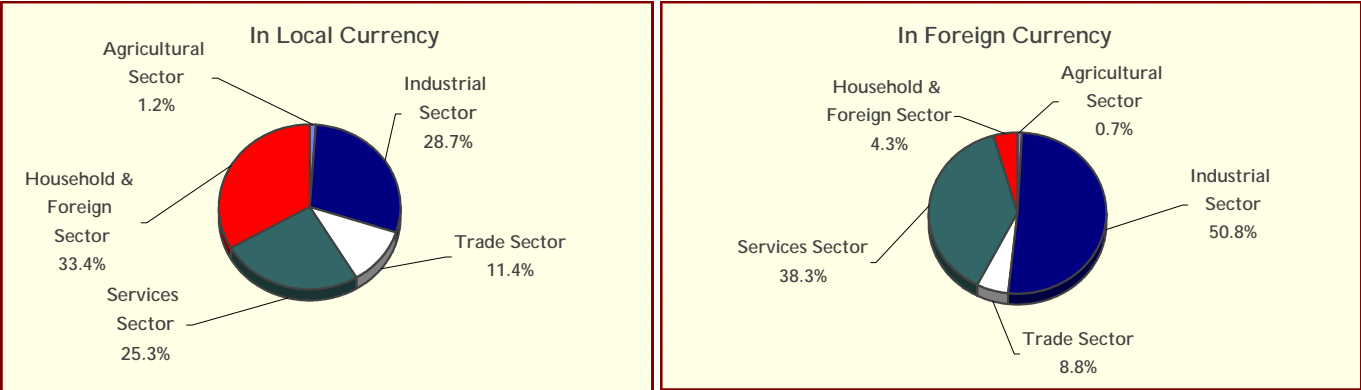 In Local Currency
Agricultural
Sector
1.2%
Industrial
Sector
28.7%
Household &
Foreign
Sector
33.4%
Trade Sector
11.4%
Services
Sector
25.3%
In Foreign Currency
Household &
Foreign Sector
4.3%
Agricultural
Sector
0.7%
Industrial
Sector
50.8%
Services Sector
38.3%
Trade Sector
8.8%